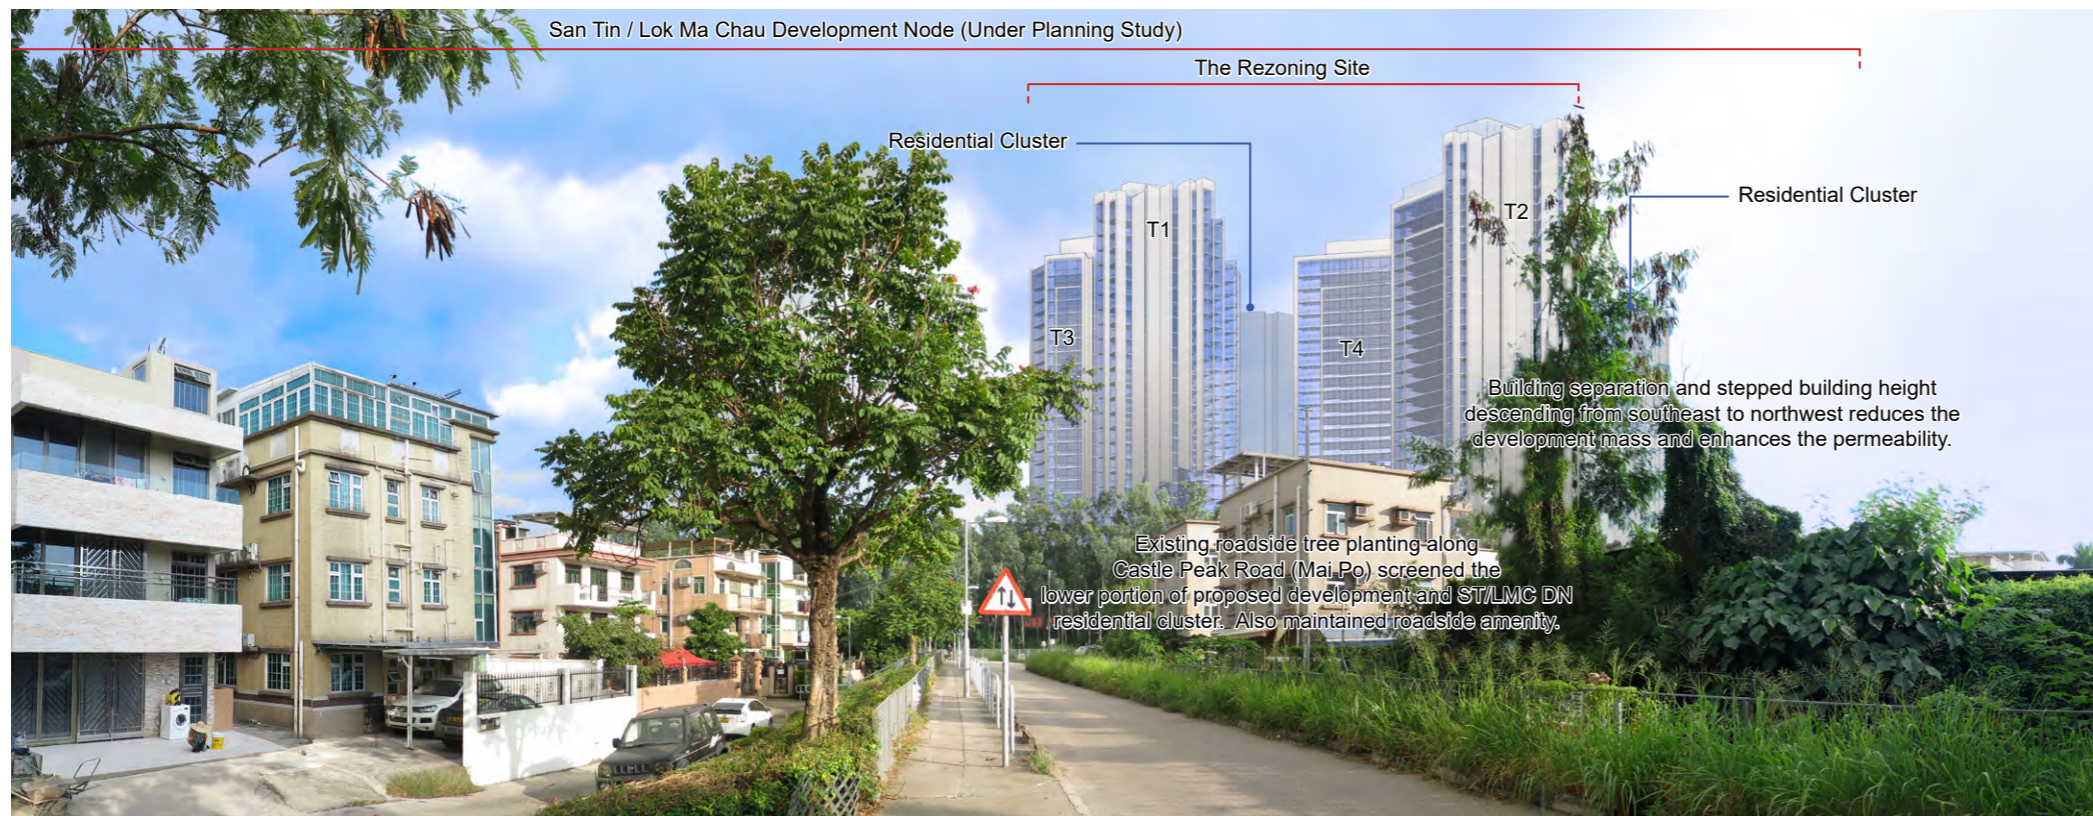 San Tin / Lok Ma Chau Development Node (Under Planning Study)
The Rezoning Site
Residential Cluster
Residential Cluster
T1
T2
T3
T4
Building separation and stepped building height
descending from southeast to northwest reduces the
development mass and enhances the permeability.
Existing roadside tree planting along
Castle Peak Road (Mai Po) screened the
lower portion of proposed development and ST/LMC DN
residential cluster.  Also maintained roadside amenity.